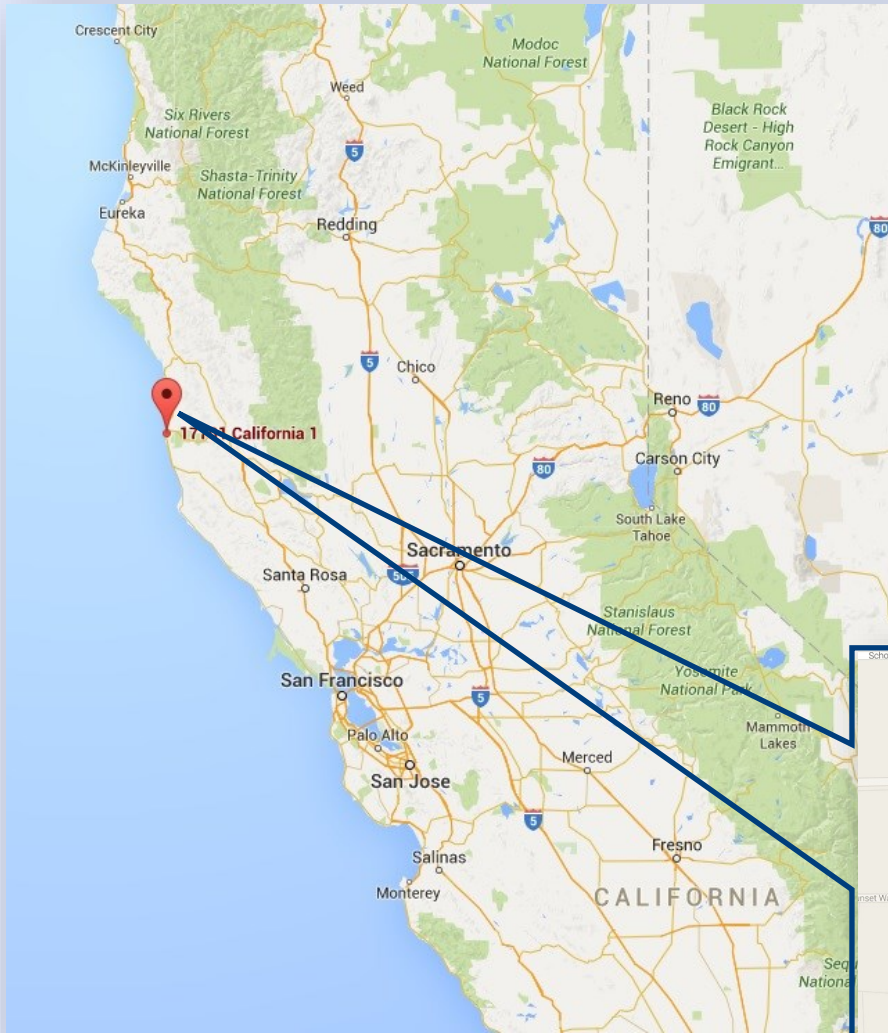 Crescent City
Modoc
National Forest
Weed
Black Rock
Desert - High
Rock Canyon
Emigrant...
Six Rivers
National Forest
5
McKinleyville
Shasta-Trinity
National Forest
Eureka
Redding
80
5
Chico
Reno
80
California 1
Carson City
80
South Lake
Tahoe
Sacramento
Santa Rosa
Stanislaus
National Forest
Yosemite
National Park
San Francisco
5
Mammoth
Lakes
Palo Alto
Merced
San Jose
5
Fresno
Salinas
Monterey
CALIFORNIA
National